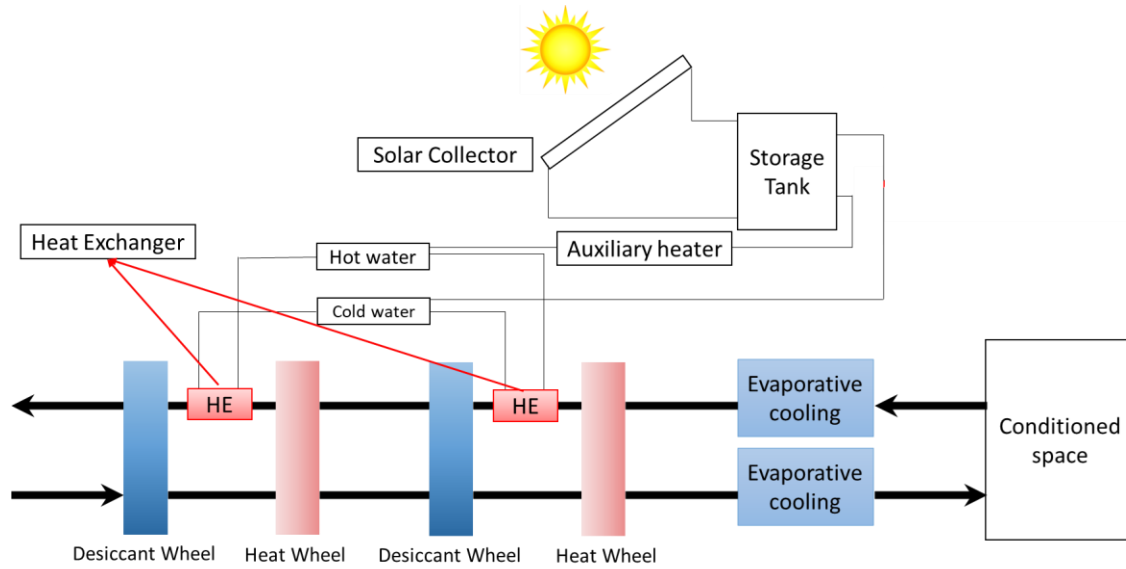 Solar Collector
Storage
Tank
Heat Exchanger
Hot water
Auxiliary heater
Cold water
HE
HE
Evaporative
cooling
Conditioned
space
Evaporative
cooling
Desiccant Wheel
Heat Wheel
Desiccant Wheel
Heat Wheel